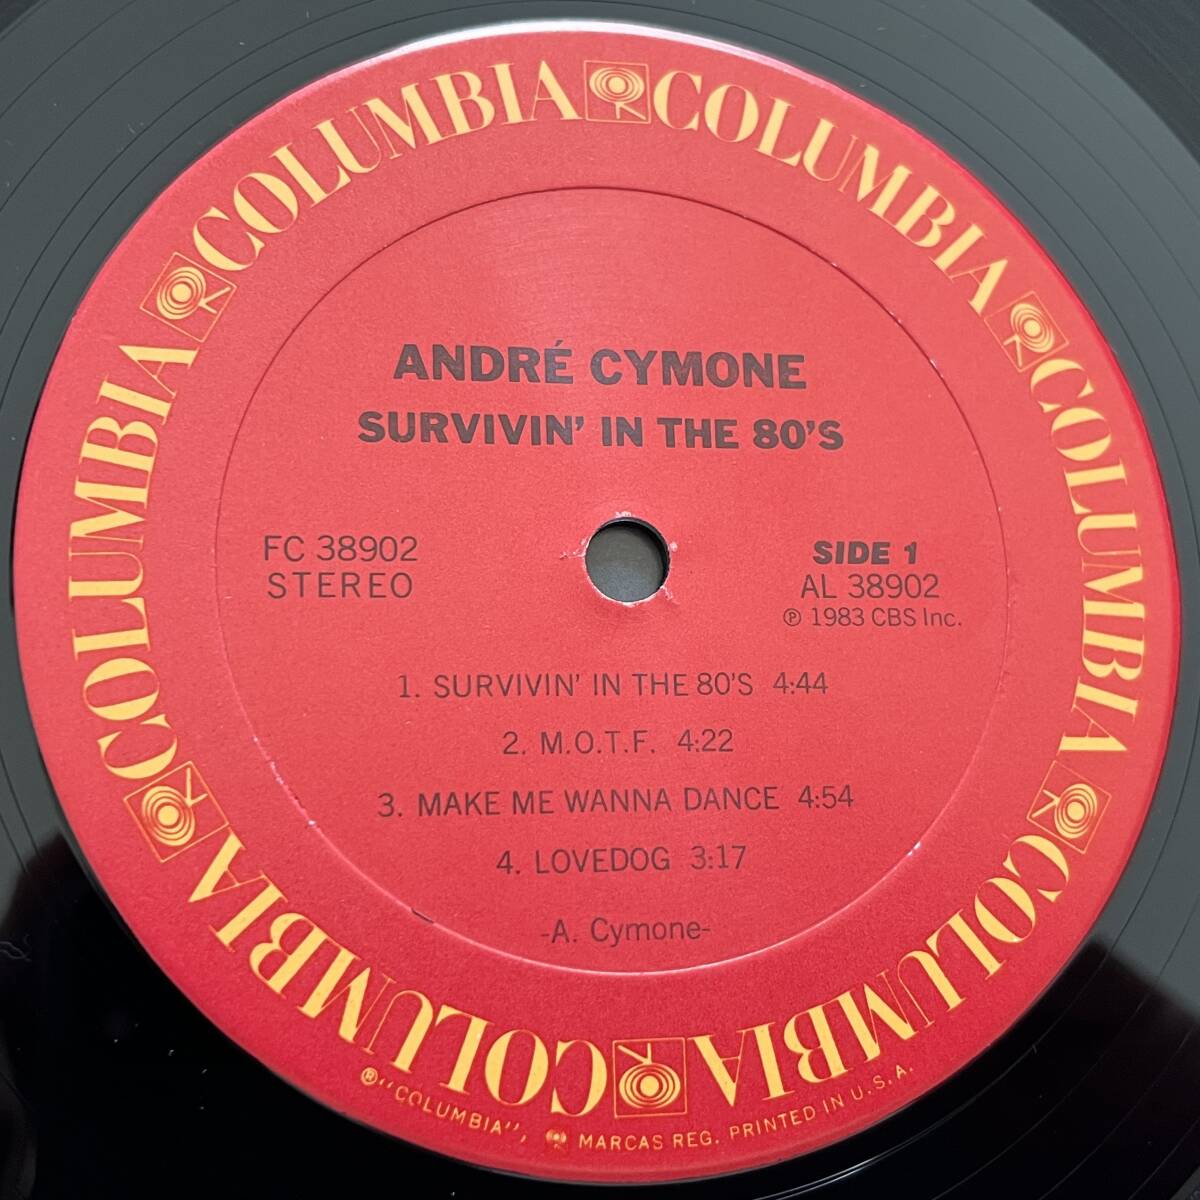 COLUMBIA COLUMBIA COLUMBIA COLUMBIA COLUMBIA COLUMBIA
ANDRÉ CYMONE
SURVIVIN' IN THE 80'S
FC 38902
STEREO
SIDE 1
AL 38902
℗ 1983 CBS Inc.
1. SURVIVIN' IN THE 80'S 4:44
2. M.O.T.F. 4:22
3. MAKE ME WANNA DANCE 4:54
4. LOVEDOG 3:17
-A. Cymone-
®"COLUMBIA", MARCAS REG. PRINTED IN U.S.A.